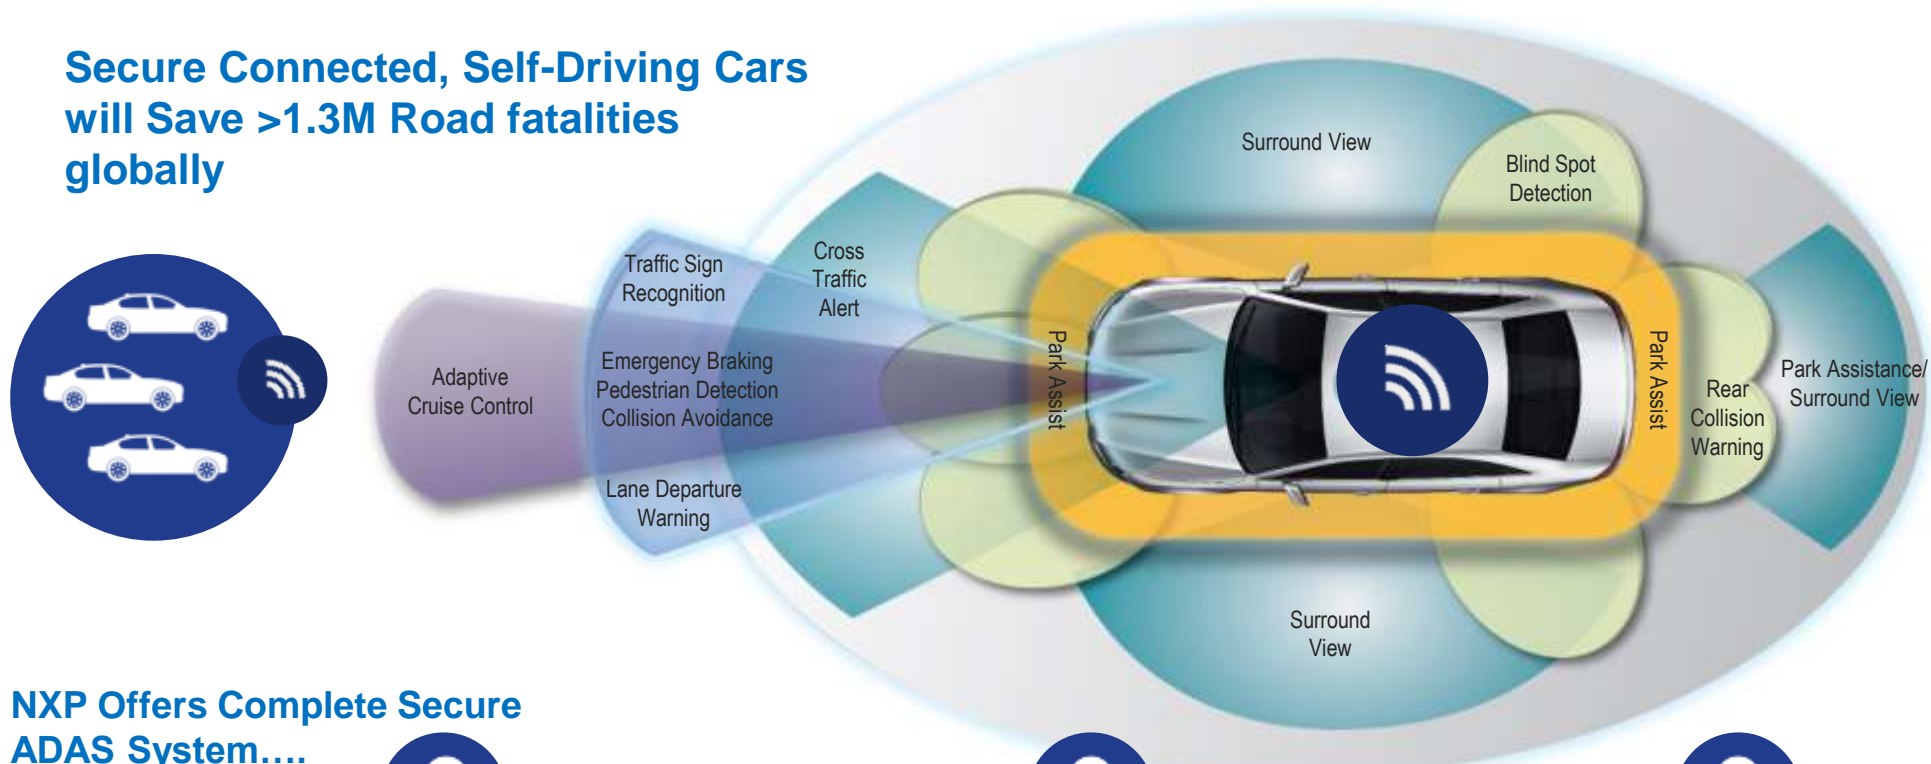 Secure Connected, Self-Driving Cars
will Save >1.3M Road fatalities
globally
Surround View
Blind Spot
Detection
Traffic Sign
Recognition
Cross
Traffic
Alert
Adaptive
Cruise Control
Emergency Braking
Pedestrian Detection
Collision Avoidance
Lane Departure
Warning
Park Assist
Park Assist
Rear
Collision
Warning
Park Assistance/
Surround View
Surround
View
NXP Offers Complete Secure
ADAS System….